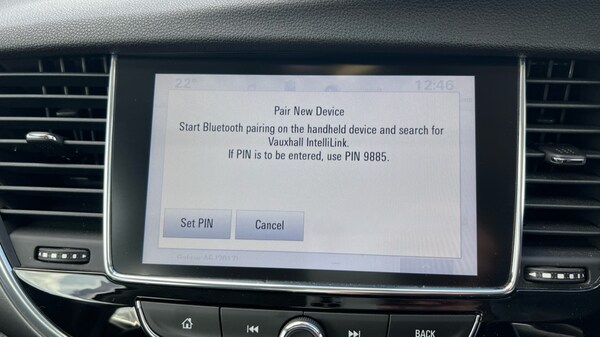 22°
12:46
Pair New Device
Start Bluetooth pairing on the handheld device and search for
Vauxhall IntelliLink.
If PIN is to be entered, use PIN 9885.
Set PIN
Cancel
BACK